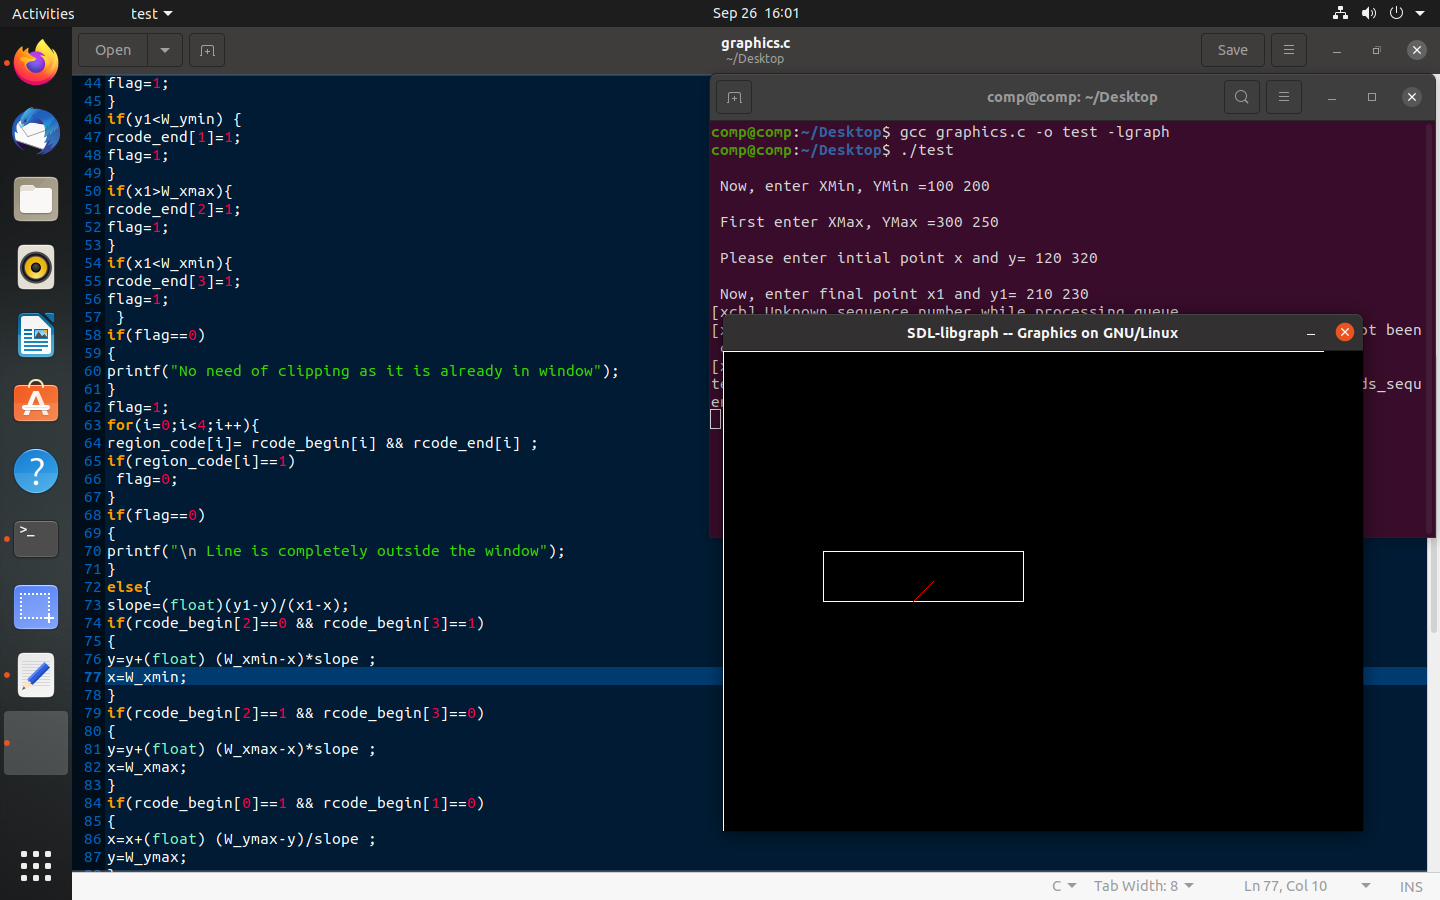 Activities
test
Sep 26 16:01
Open
graphics.c
~/Desktop
Save
44 flag=1;
45 }
46 if(y1<W_ymin) {
47 rcode_end[1]=1;
48 flag=1;
49 }
50 if(x1>W_xmax){
51 rcode_end[2]=1;
52 flag=1;
53 }
54 if(x1<W_xmin){
55 rcode_end[3]=1;
56 flag=1;
57 }
58 if(flag==0)
59 {
60 printf("No need of clipping as it is already in window");
61 }
62 flag=1;
63 for(i=0;i<4;i++){
64 region_code[i]= rcode_begin[i] && rcode_end[i] ;
65 if(region_code[i]==1)
66 flag=0;
67 }
68 if(flag==0)
69 {
70 printf("\n Line is completely outside the window");
71 }
72 else{
73 slope=(float)(y1-y)/(x1-x);
74 if(rcode_begin[2]==0 && rcode_begin[3]==1)
75 {
76 y=y+(float) (W_xmin-x)*slope ;
77 x=W_xmin;
78 }
79 if(rcode_begin[2]==1 && rcode_begin[3]==0)
80 {
81 y=y+(float) (W_xmax-x)*slope ;
82 x=W_xmax;
83 }
84 if(rcode_begin[0]==1 && rcode_begin[1]==0)
85 {
86 x=x+(float) (W_ymax-y)/slope ;
87 y=W_ymax;
comp@comp: ~/Desktop
comp@comp:~/Desktop$ gcc graphics.c -o test -lgraph
comp@comp:~/Desktop$ ./test
Now, enter XMin, YMin =100 200
First enter XMax, YMax =300 250
Please enter intial point x and y= 120 320
Now, enter final point x1 and y1= 210 230
[xcb] Unknown sequence number while processing queue
been
SDL-libgraph -- Graphics on GNU/Linux
C
Tab Width: 8
Ln 77, Col 10
INS